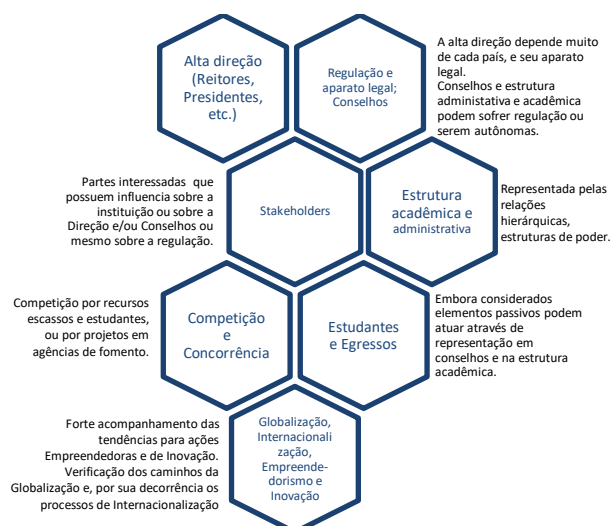 Alta direção
(Reitores,
Presidentes,
etc.)
Regulação e
aparato legal;
Conselhos
A alta direção depende muito
de cada país, e seu aparato
legal.
Conselhos e estrutura
administativa e acadêmica
podem sofrer regulação ou
serem autônomas.
Partes interessadas que
possuem influencia sobre a
instituição ou sobre a
Direção e/ou Conselhos ou
mesmo sobre a regulação.
Stakeholders
Estrutura
acadêmica e
administrativa
Representada pelas
relações
hierárquicas,
estruturas de poder.
Competição por recursos
escassos e estudantes,
ou por projetos em
agências de fomento.
Competição
e
Concorrência
Estudantes
e Egressos
Embora considerados
elementos passivos podem
atuar através de
representação em
conselhos e na estrutura
acadêmica.
Forte acompanhamento das
tendências para ações
Empreendedoras e de Inovação.
Verificação dos caminhos da
Globalização e, por sua decorrência os
processos de Internacionalização
Globalização,
Internacionali
zação,
Empreende-
dorismo e
Inovação